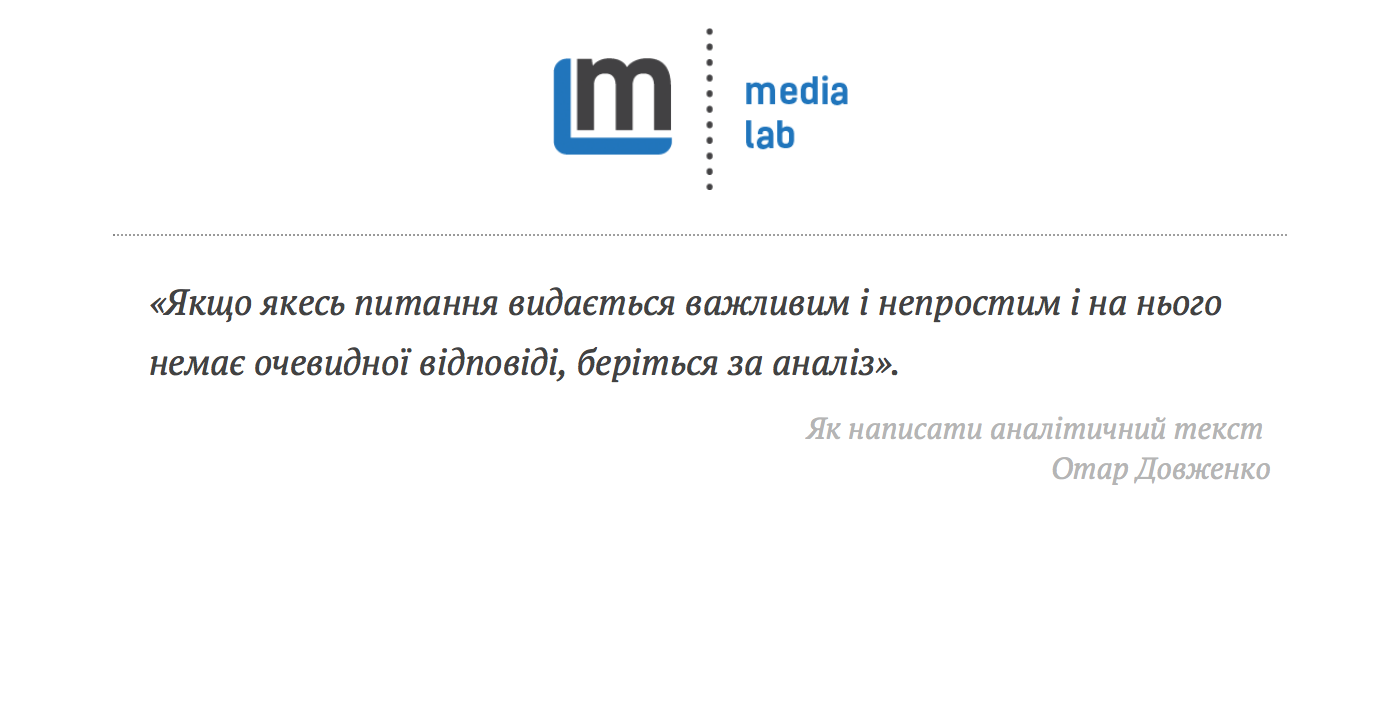 m
media
lab
«Якщо якесь питання видається важливим і непростим і на нього
немає очевидної відповіді, беріться за аналіз».
Як написати аналітичний текст
Отар Довженко